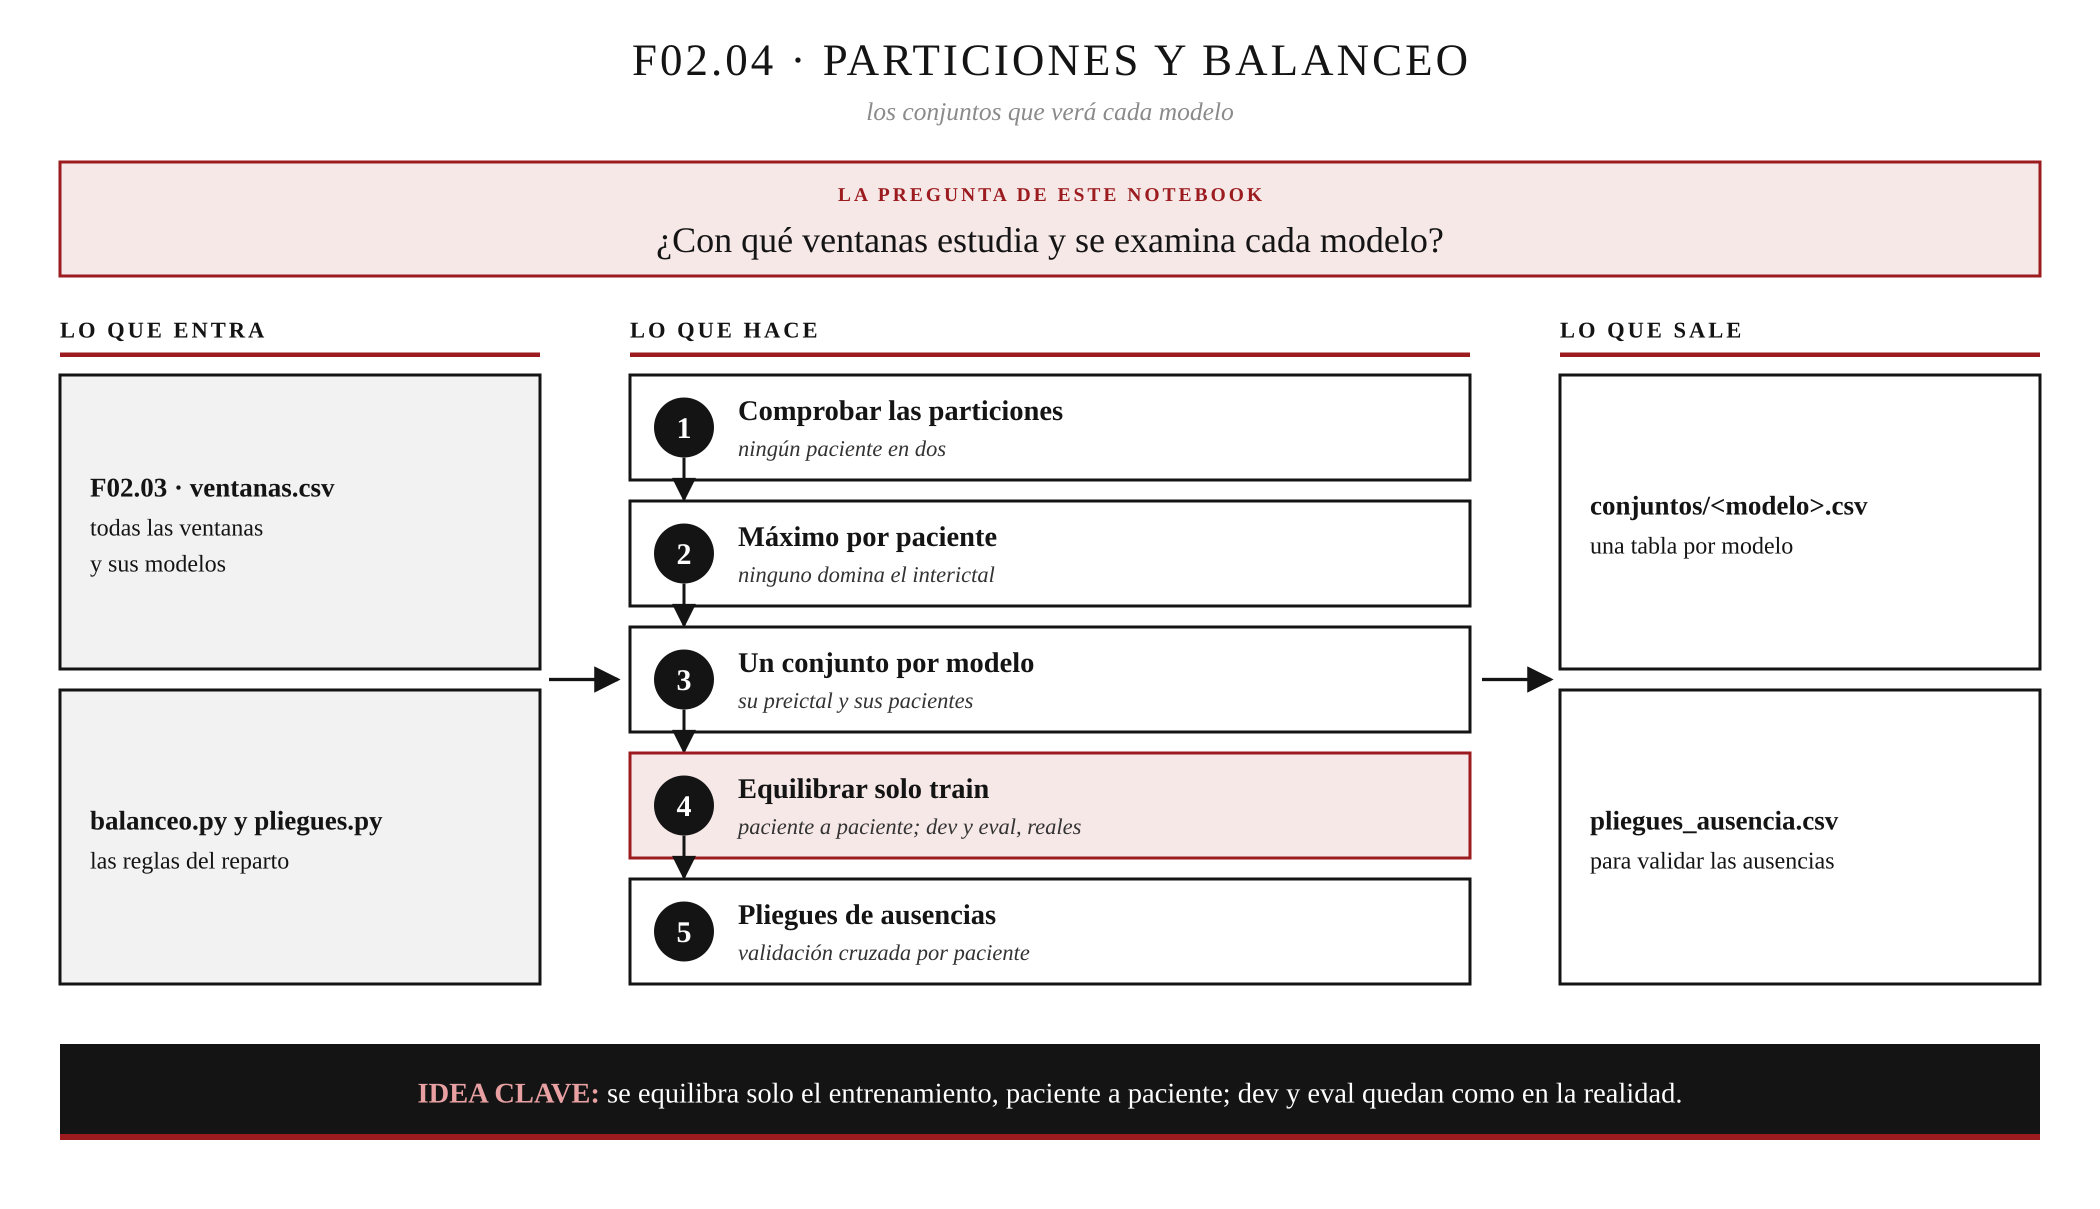 F02.04 · PARTICIONES Y BALANCEO
los conjuntos que verá cada modelo
LA PREGUNTA DE ESTE NOTEBOOK
¿Con qué ventanas estudia y se examina cada modelo?
LO QUE ENTRA
F02.03 · ventanas.csv
todas las ventanas
y sus modelos
balanceo.py y pliegues.py
las reglas del reparto
LO QUE HACE
1
Comprobar las particiones
ningún paciente en dos
2
Máximo por paciente
ninguno domina el interictal
3
Un conjunto por modelo
su preictal y sus pacientes
4
Equilibrar solo train
paciente a paciente; dev y eval, reales
5
Pliegues de ausencias
validación cruzada por paciente
LO QUE SALE
conjuntos/<modelo>.csv
una tabla por modelo
pliegues_ausencia.csv
para validar las ausencias
IDEA CLAVE: se equilibra solo el entrenamiento, paciente a paciente; dev y eval quedan como en la realidad.